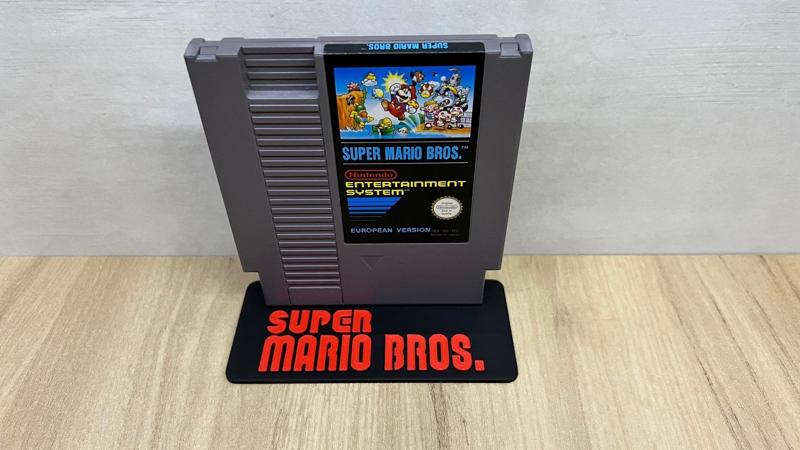 SUPER MARIO BROS.
SUPER MARIO BROS.™
Nintendo
ENTERTAINMENT
SYSTEM™
EUROPEAN VERSION
SUPER
MARIO BROS.